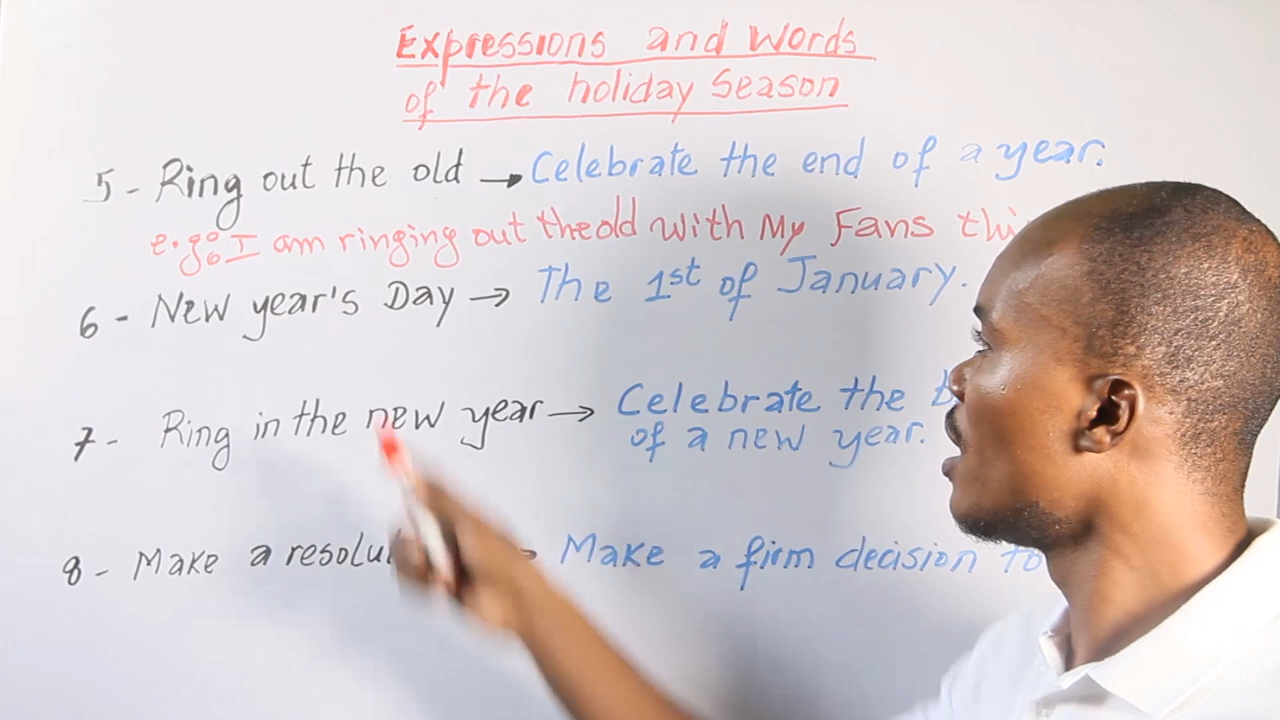 Expressions and Words
of the holiday Season
5 - Ring out the old → Celebrate the end of a year.
e.g: I am ringing out the old with My Fans
6 - New year's Day → The 1st of January.
7 - Ring in the new year → Celebrate the
of a new year.
8 - Make a → Make a firm decision to